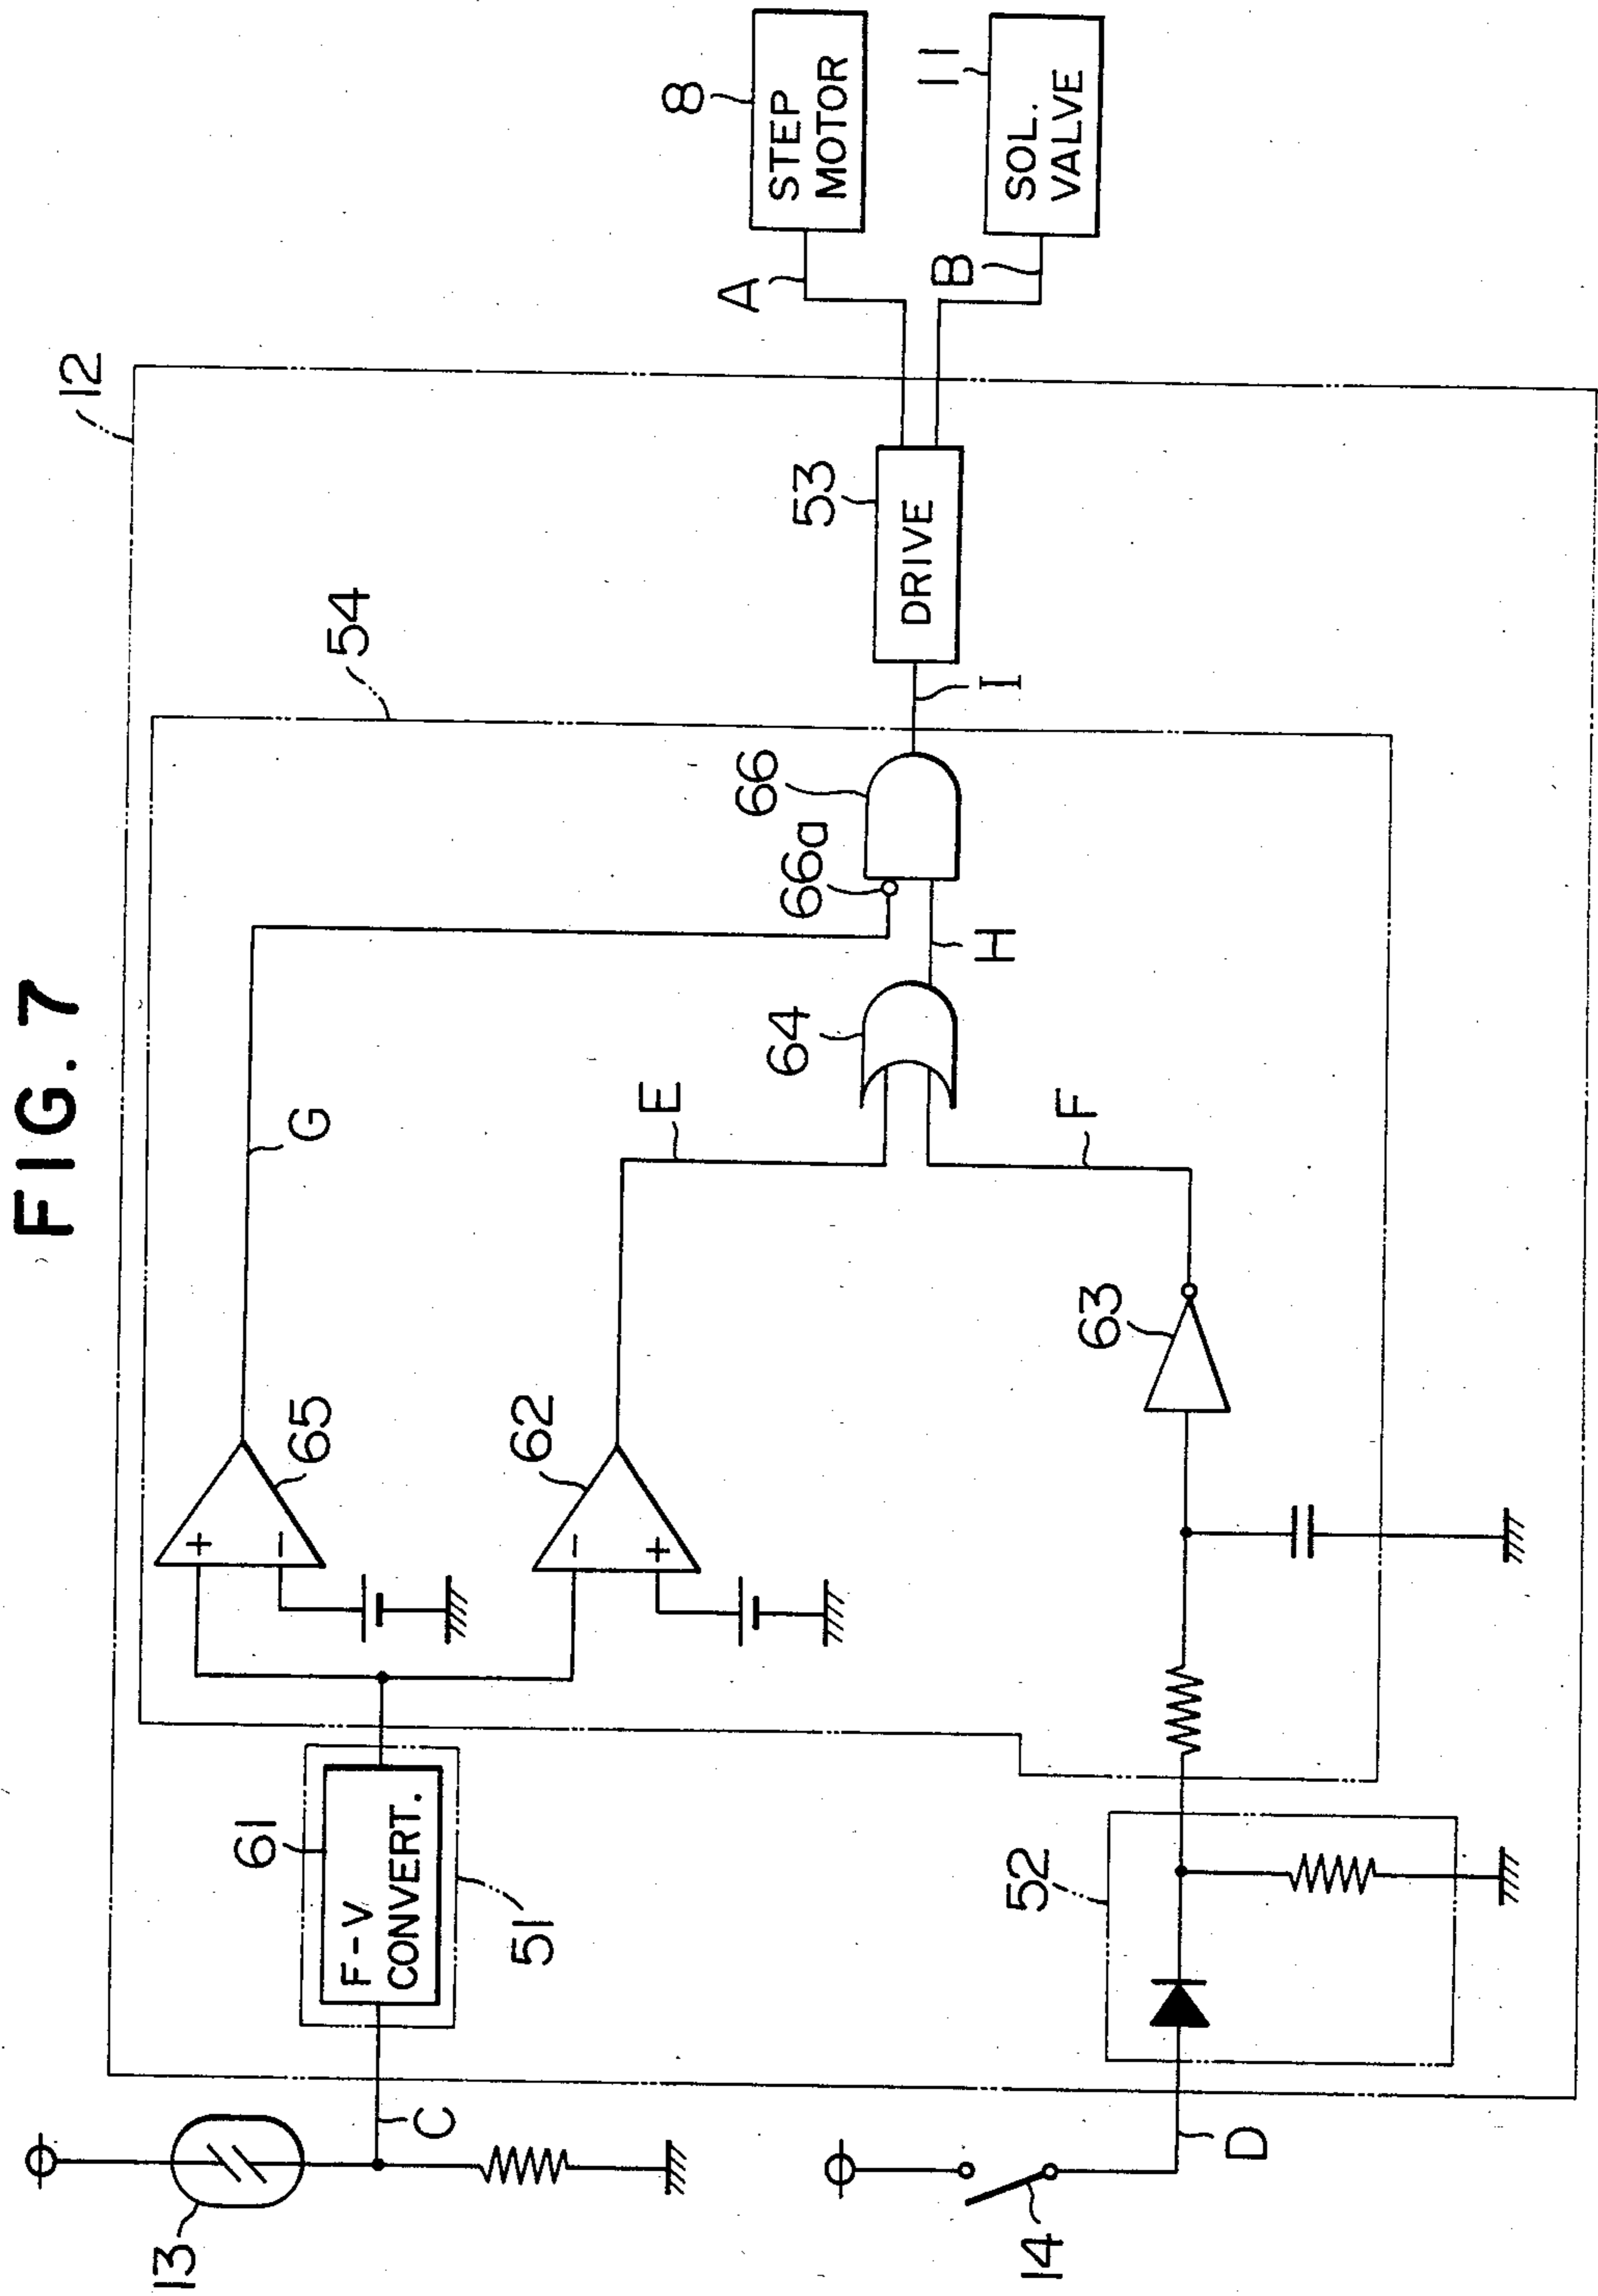 FIG. 7
12
54
13
C
61
F-V
CONVERT.
51
+
−
65
G
−
+
62
E
14
D
52
63
F
64
H
66a
66
I
53
DRIVE
A
B
8
STEP
MOTOR
11
SOL.
VALVE